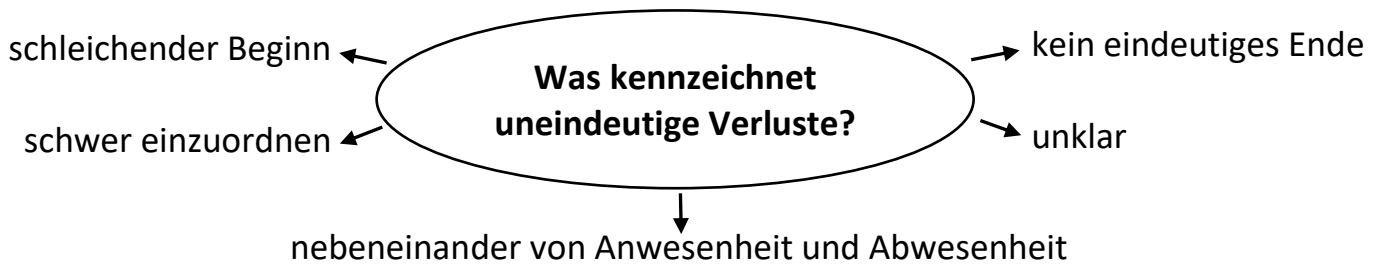 schleichender Beginn
kein eindeutiges Ende
Was kennzeichnet
uneindeutige Verluste?
schwer einzuordnen
unklar
nebeneinander von Anwesenheit und Abwesenheit